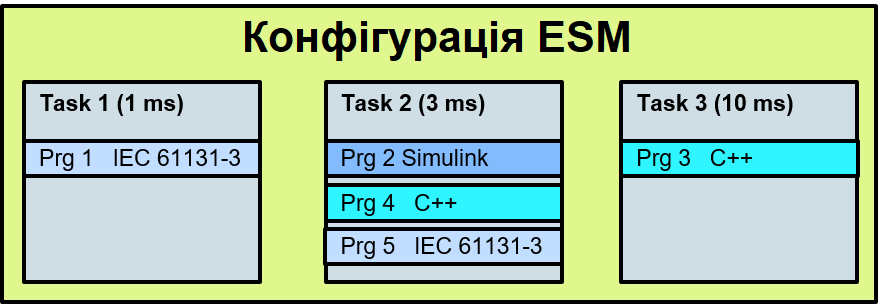 Конфігурація ESM
Task 1 (1 ms)
Prg 1 IEC 61131-3
Task 2 (3 ms)
Prg 2 Simulink
Prg 4 C++
Prg 5 IEC 61131-3
Task 3 (10 ms)
Prg 3 C++